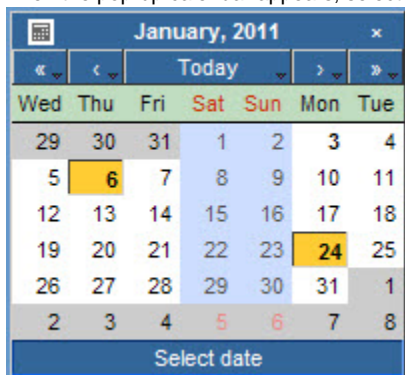 January, 2011 ×
« ‹ Today › »
Wed Thu Fri Sat Sun Mon Tue
29 30 31 1 2 3 4
5 6 7 8 9 10 11
12 13 14 15 16 17 18
19 20 21 22 23 24 25
26 27 28 29 30 31 1
2 3 4 5 6 7 8
Select date